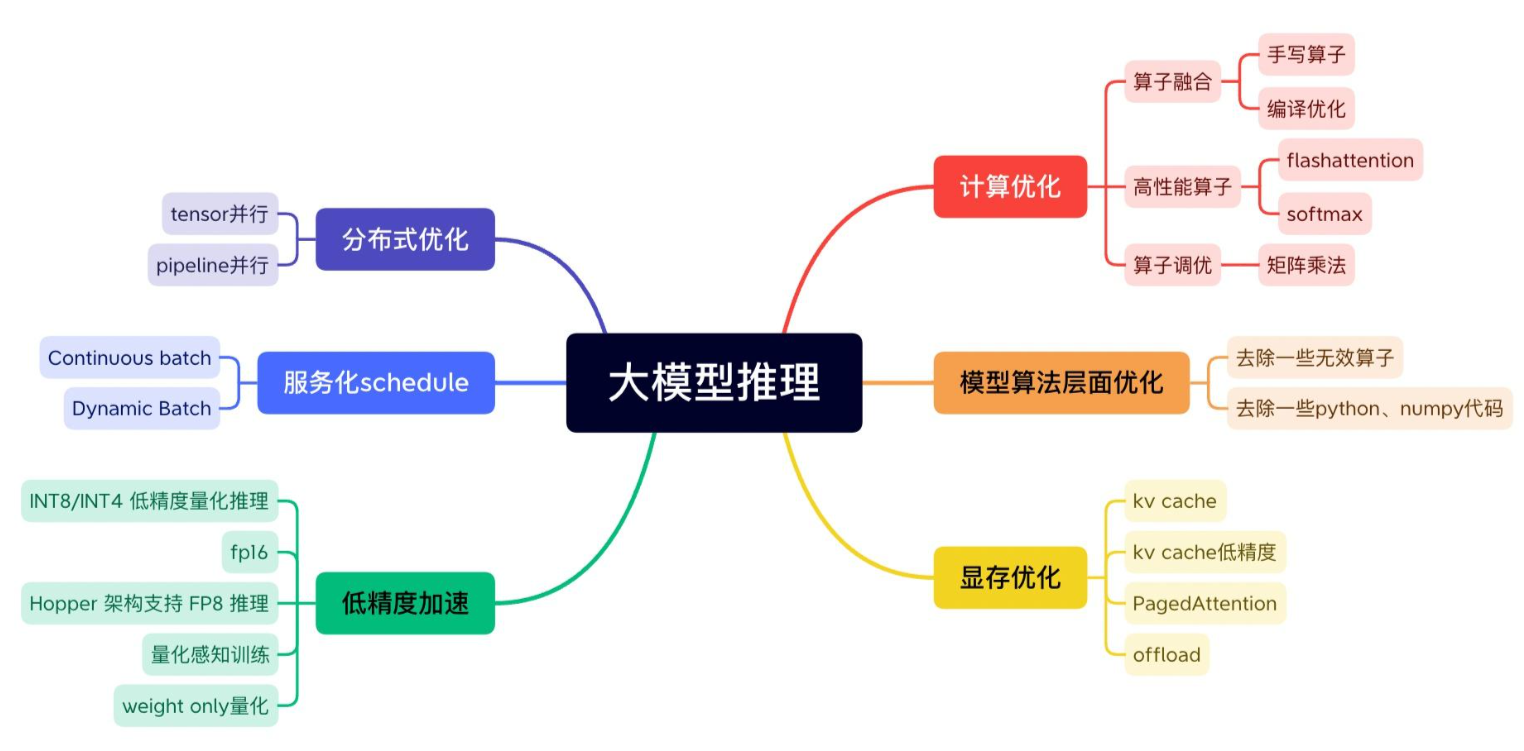 大模型推理
计算优化
算子融合
手写算子
编译优化
高性能算子
flashattention
softmax
算子调优
矩阵乘法
模型算法层面优化
去除一些无效算子
去除一些python、numpy代码
显存优化
kv cache
kv cache低精度
PagedAttention
offload
分布式优化
tensor并行
pipeline并行
服务化schedule
Continuous batch
Dynamic Batch
低精度加速
INT8/INT4 低精度量化推理
fp16
Hopper 架构支持 FP8 推理
量化感知训练
weight only量化